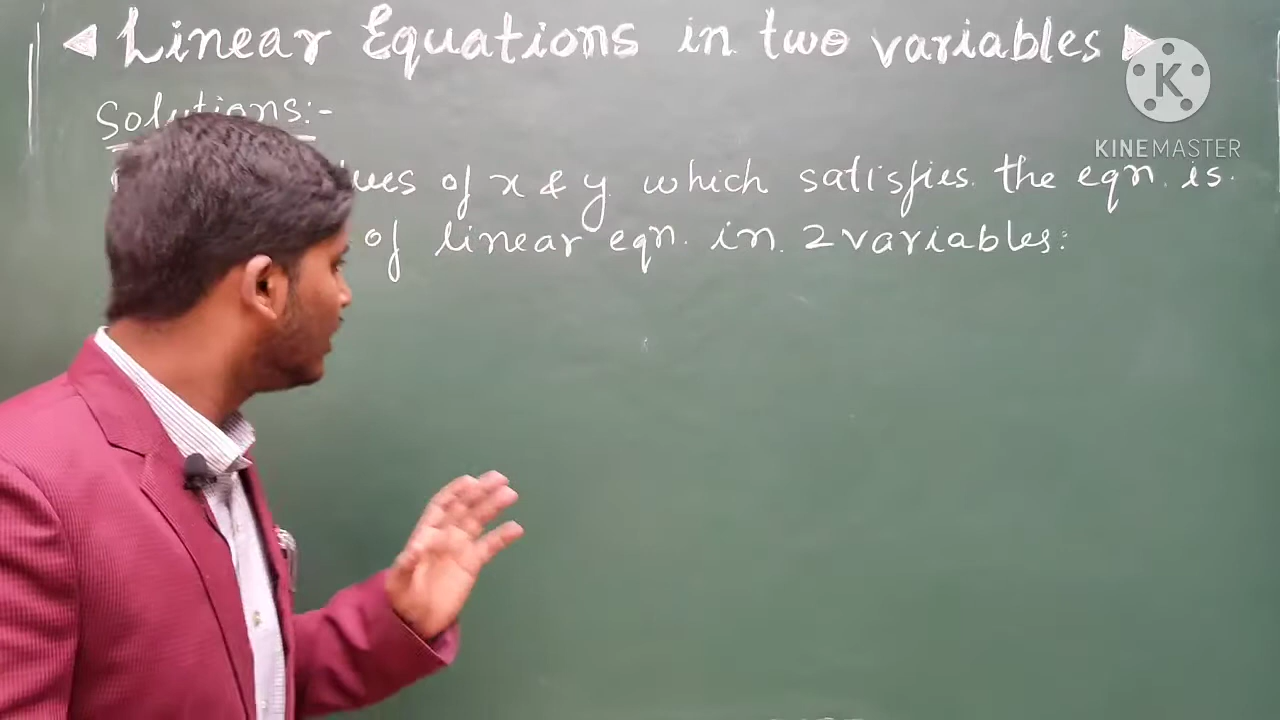 Linear Equations in two variables
K
KINEMASTER
Solutions:-
of x & y which satisfies the eqn. is.
of linear eqn. in 2 variables: